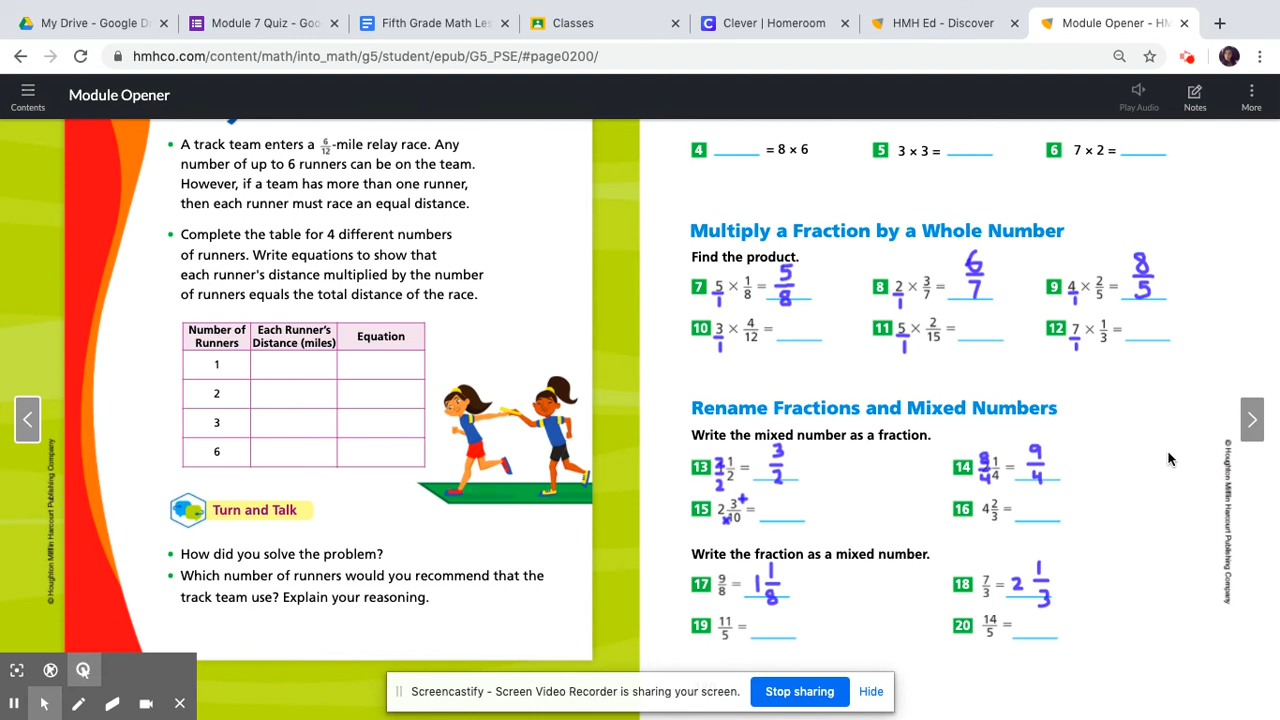 My Drive - Google D
Module 7 Quiz - Goo
Fifth Grade Math Les
Classes
Clever | Homeroom
HMH Ed - Discover
Module Opener - HM
hmhco.com/content/math/into_math/g5/student/epub/G5_PSE/#page0200/
Contents
Module Opener
Play Audio
Notes
More
• A track team enters a 6/12-mile relay race. Any
number of up to 6 runners can be on the team.
However, if a team has more than one runner,
then each runner must race an equal distance.
• Complete the table for 4 different numbers
of runners. Write equations to show that
each runner's distance multiplied by the number
of runners equals the total distance of the race.
Number of Runners | Each Runner's Distance (miles) | Equation
1
2
3
6
Turn and Talk
• How did you solve the problem?
• Which number of runners would you recommend that the
track team use? Explain your reasoning.
© Houghton Mifflin Harcourt Publishing Company
4 ____ = 8 × 6
5 3 × 3 = ____
6 7 × 2 = ____
Multiply a Fraction by a Whole Number
Find the product.
7 5/1 × 1/8 = 5/8
8 2/1 × 3/7 = 6/7
9 4/1 × 2/5 = 8/5
10 3/1 × 4/12 = ____
11 5/1 × 2/15 = ____
12 7/1 × 1/3 = ____
Rename Fractions and Mixed Numbers
Write the mixed number as a fraction.
13 2/2 1/2 = 3/2
14 8/4 1/4 = 9/4
15 2 3/10 + × = ____
16 4 2/3 = ____
Write the fraction as a mixed number.
17 9/8 = 1 1/8
18 7/3 = 2 1/3
19 11/5 = ____
20 14/5 = ____
© Houghton Mifflin Harcourt Publishing Company
Screencastify - Screen Video Recorder is sharing your screen.
Stop sharing
Hide